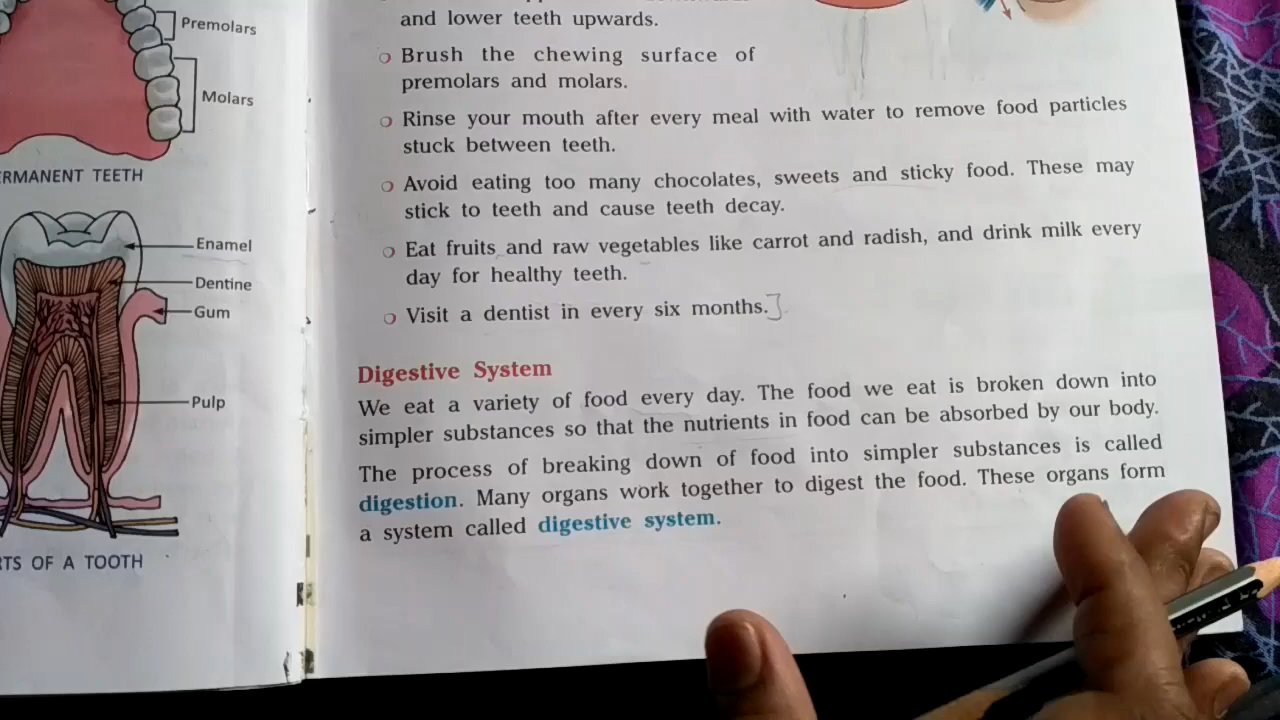 Premolars
Molars
PERMANENT TEETH
Enamel
Dentine
Gum
Pulp
PARTS OF A TOOTH
and lower teeth upwards.
Brush the chewing surface of
premolars and molars.
Rinse your mouth after every meal with water to remove food particles
stuck between teeth.
Avoid eating too many chocolates, sweets and sticky food. These may
stick to teeth and cause teeth decay.
Eat fruits and raw vegetables like carrot and radish, and drink milk every
day for healthy teeth.
Visit a dentist in every six months.
Digestive System
We eat a variety of food every day. The food we eat is broken down into
simpler substances so that the nutrients in food can be absorbed by our body.
The process of breaking down of food into simpler substances is called
digestion. Many organs work together to digest the food. These organs form
a system called digestive system.